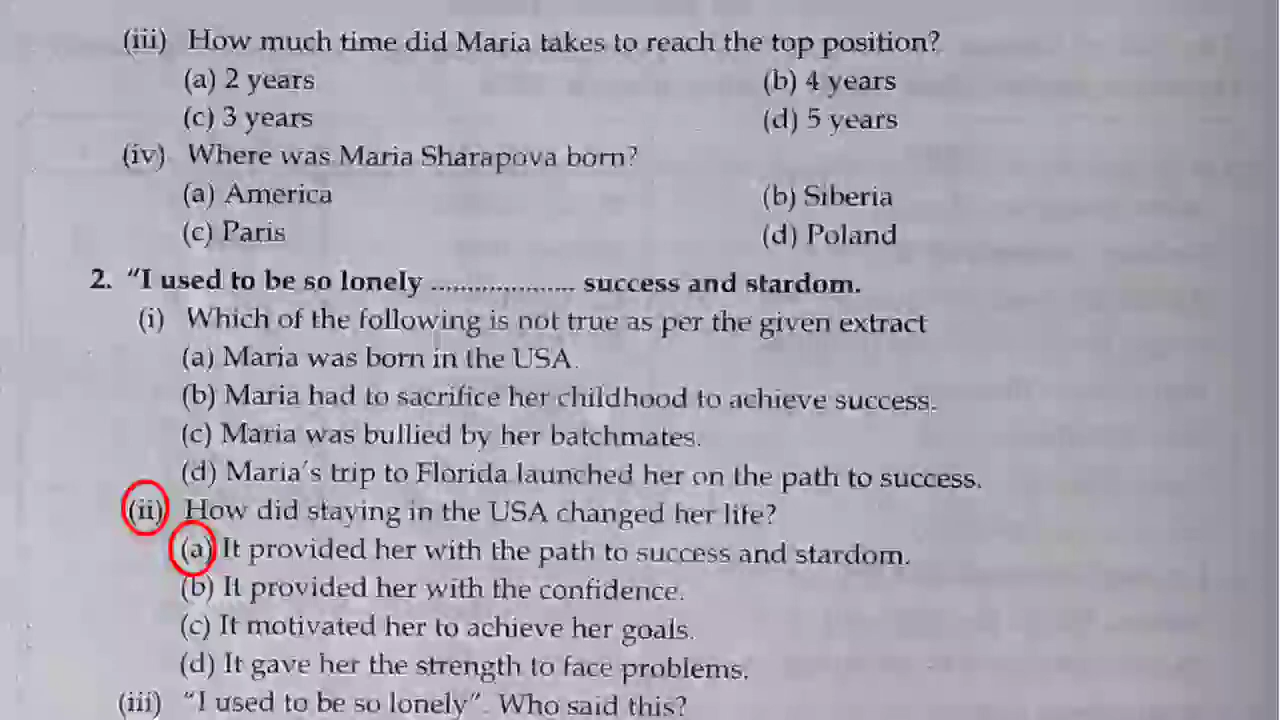 (iii) How much time did Maria takes to reach the top position?
(a) 2 years (b) 4 years
(c) 3 years (d) 5 years
(iv) Where was Maria Sharapova born?
(a) America (b) Siberia
(c) Paris (d) Poland
2. "I used to be so lonely .................... success and stardom.
(i) Which of the following is not true as per the given extract
(a) Maria was born in the USA.
(b) Maria had to sacrifice her childhood to achieve success.
(c) Maria was bullied by her batchmates.
(d) Maria's trip to Florida launched her on the path to success.
(ii) How did staying in the USA changed her life?
(a) It provided her with the path to success and stardom.
(b) It provided her with the confidence.
(c) It motivated her to achieve her goals.
(d) It gave her the strength to face problems.
(iii) "I used to be so lonely". Who said this?